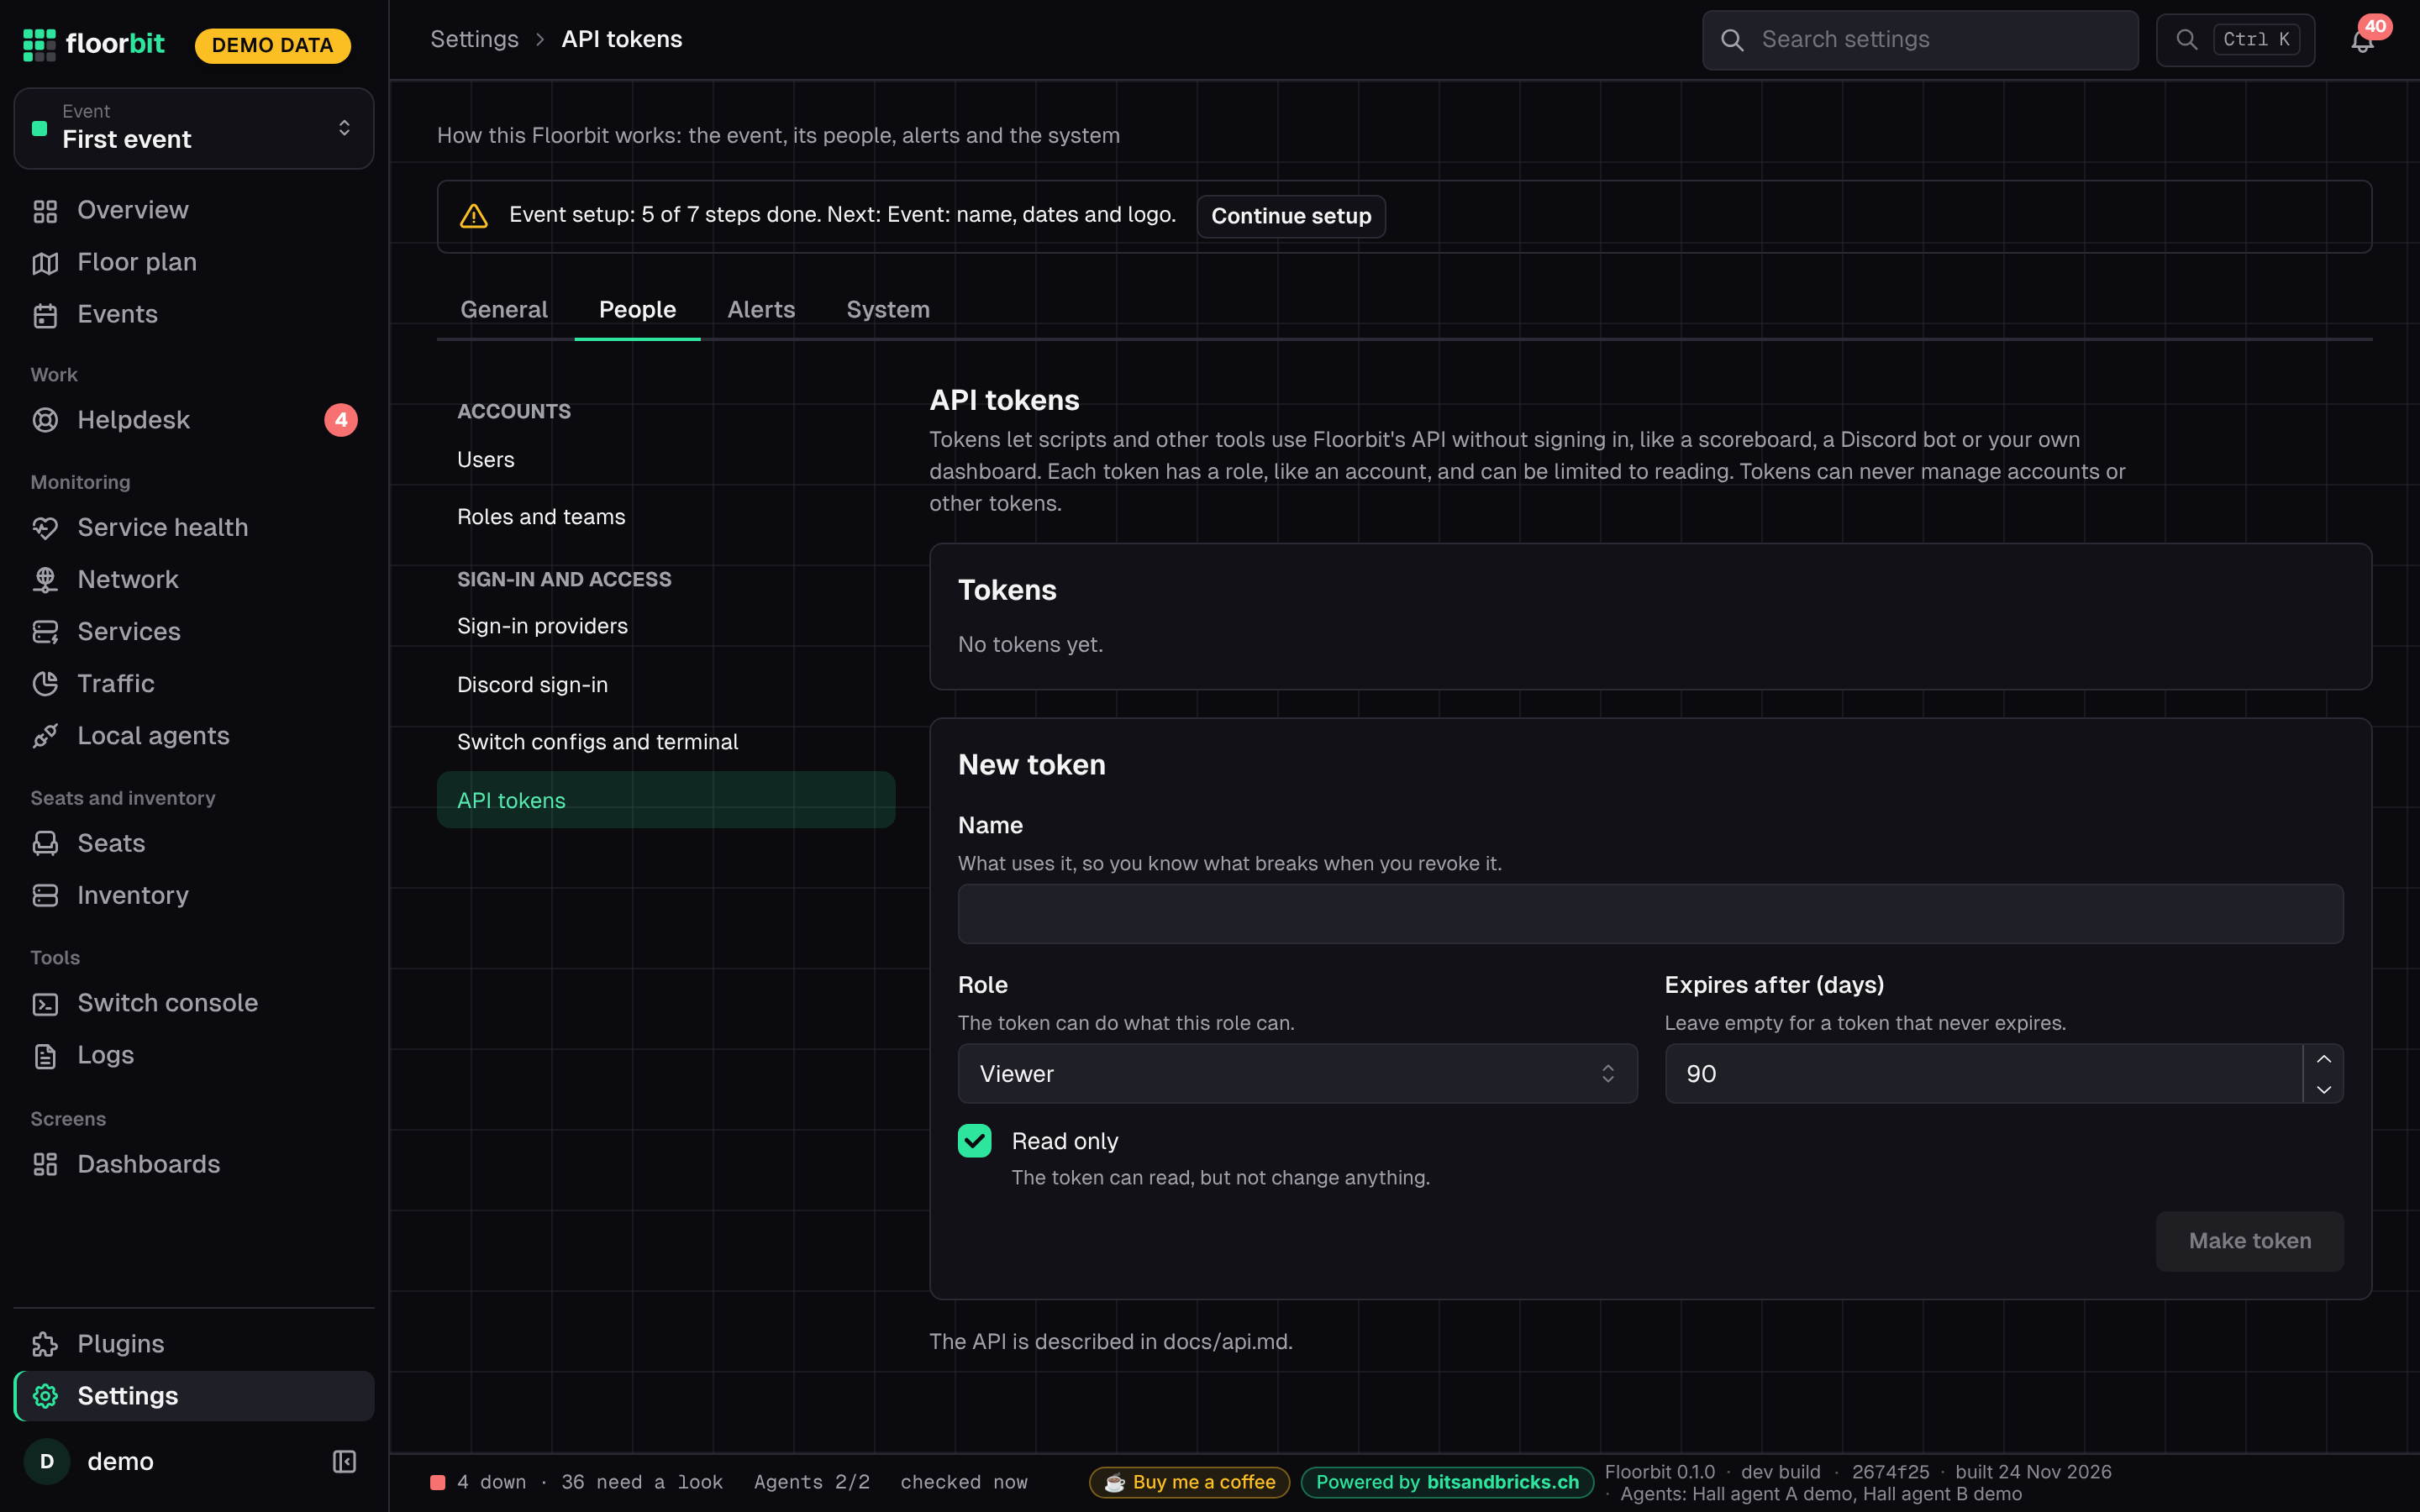 floorbit
DEMO DATA
Event
First event
Overview
Floor plan
Events
Work
Helpdesk
4
Monitoring
Service health
Network
Services
Traffic
Local agents
Seats and inventory
Seats
Inventory
Tools
Switch console
Logs
Screens
Dashboards
Plugins
Settings
D
demo
Settings > API tokens
Search settings
Ctrl K
40
How this Floorbit works: the event, its people, alerts and the system
Event setup: 5 of 7 steps done. Next: Event: name, dates and logo.
Continue setup
General
People
Alerts
System
ACCOUNTS
Users
Roles and teams
SIGN-IN AND ACCESS
Sign-in providers
Discord sign-in
Switch configs and terminal
API tokens
API tokens
Tokens let scripts and other tools use Floorbit's API without signing in, like a scoreboard, a Discord bot or your own
dashboard. Each token has a role, like an account, and can be limited to reading. Tokens can never manage accounts or
other tokens.
Tokens
No tokens yet.
New token
Name
What uses it, so you know what breaks when you revoke it.
Role
The token can do what this role can.
Viewer
Expires after (days)
Leave empty for a token that never expires.
90
Read only
The token can read, but not change anything.
Make token
The API is described in docs/api.md.
4 down · 36 need a look
Agents 2/2
checked now
☕ Buy me a coffee
Powered by bitsandbricks.ch
Floorbit 0.1.0 · dev build · 2674f25 · built 24 Nov 2026
· Agents: Hall agent A demo, Hall agent B demo